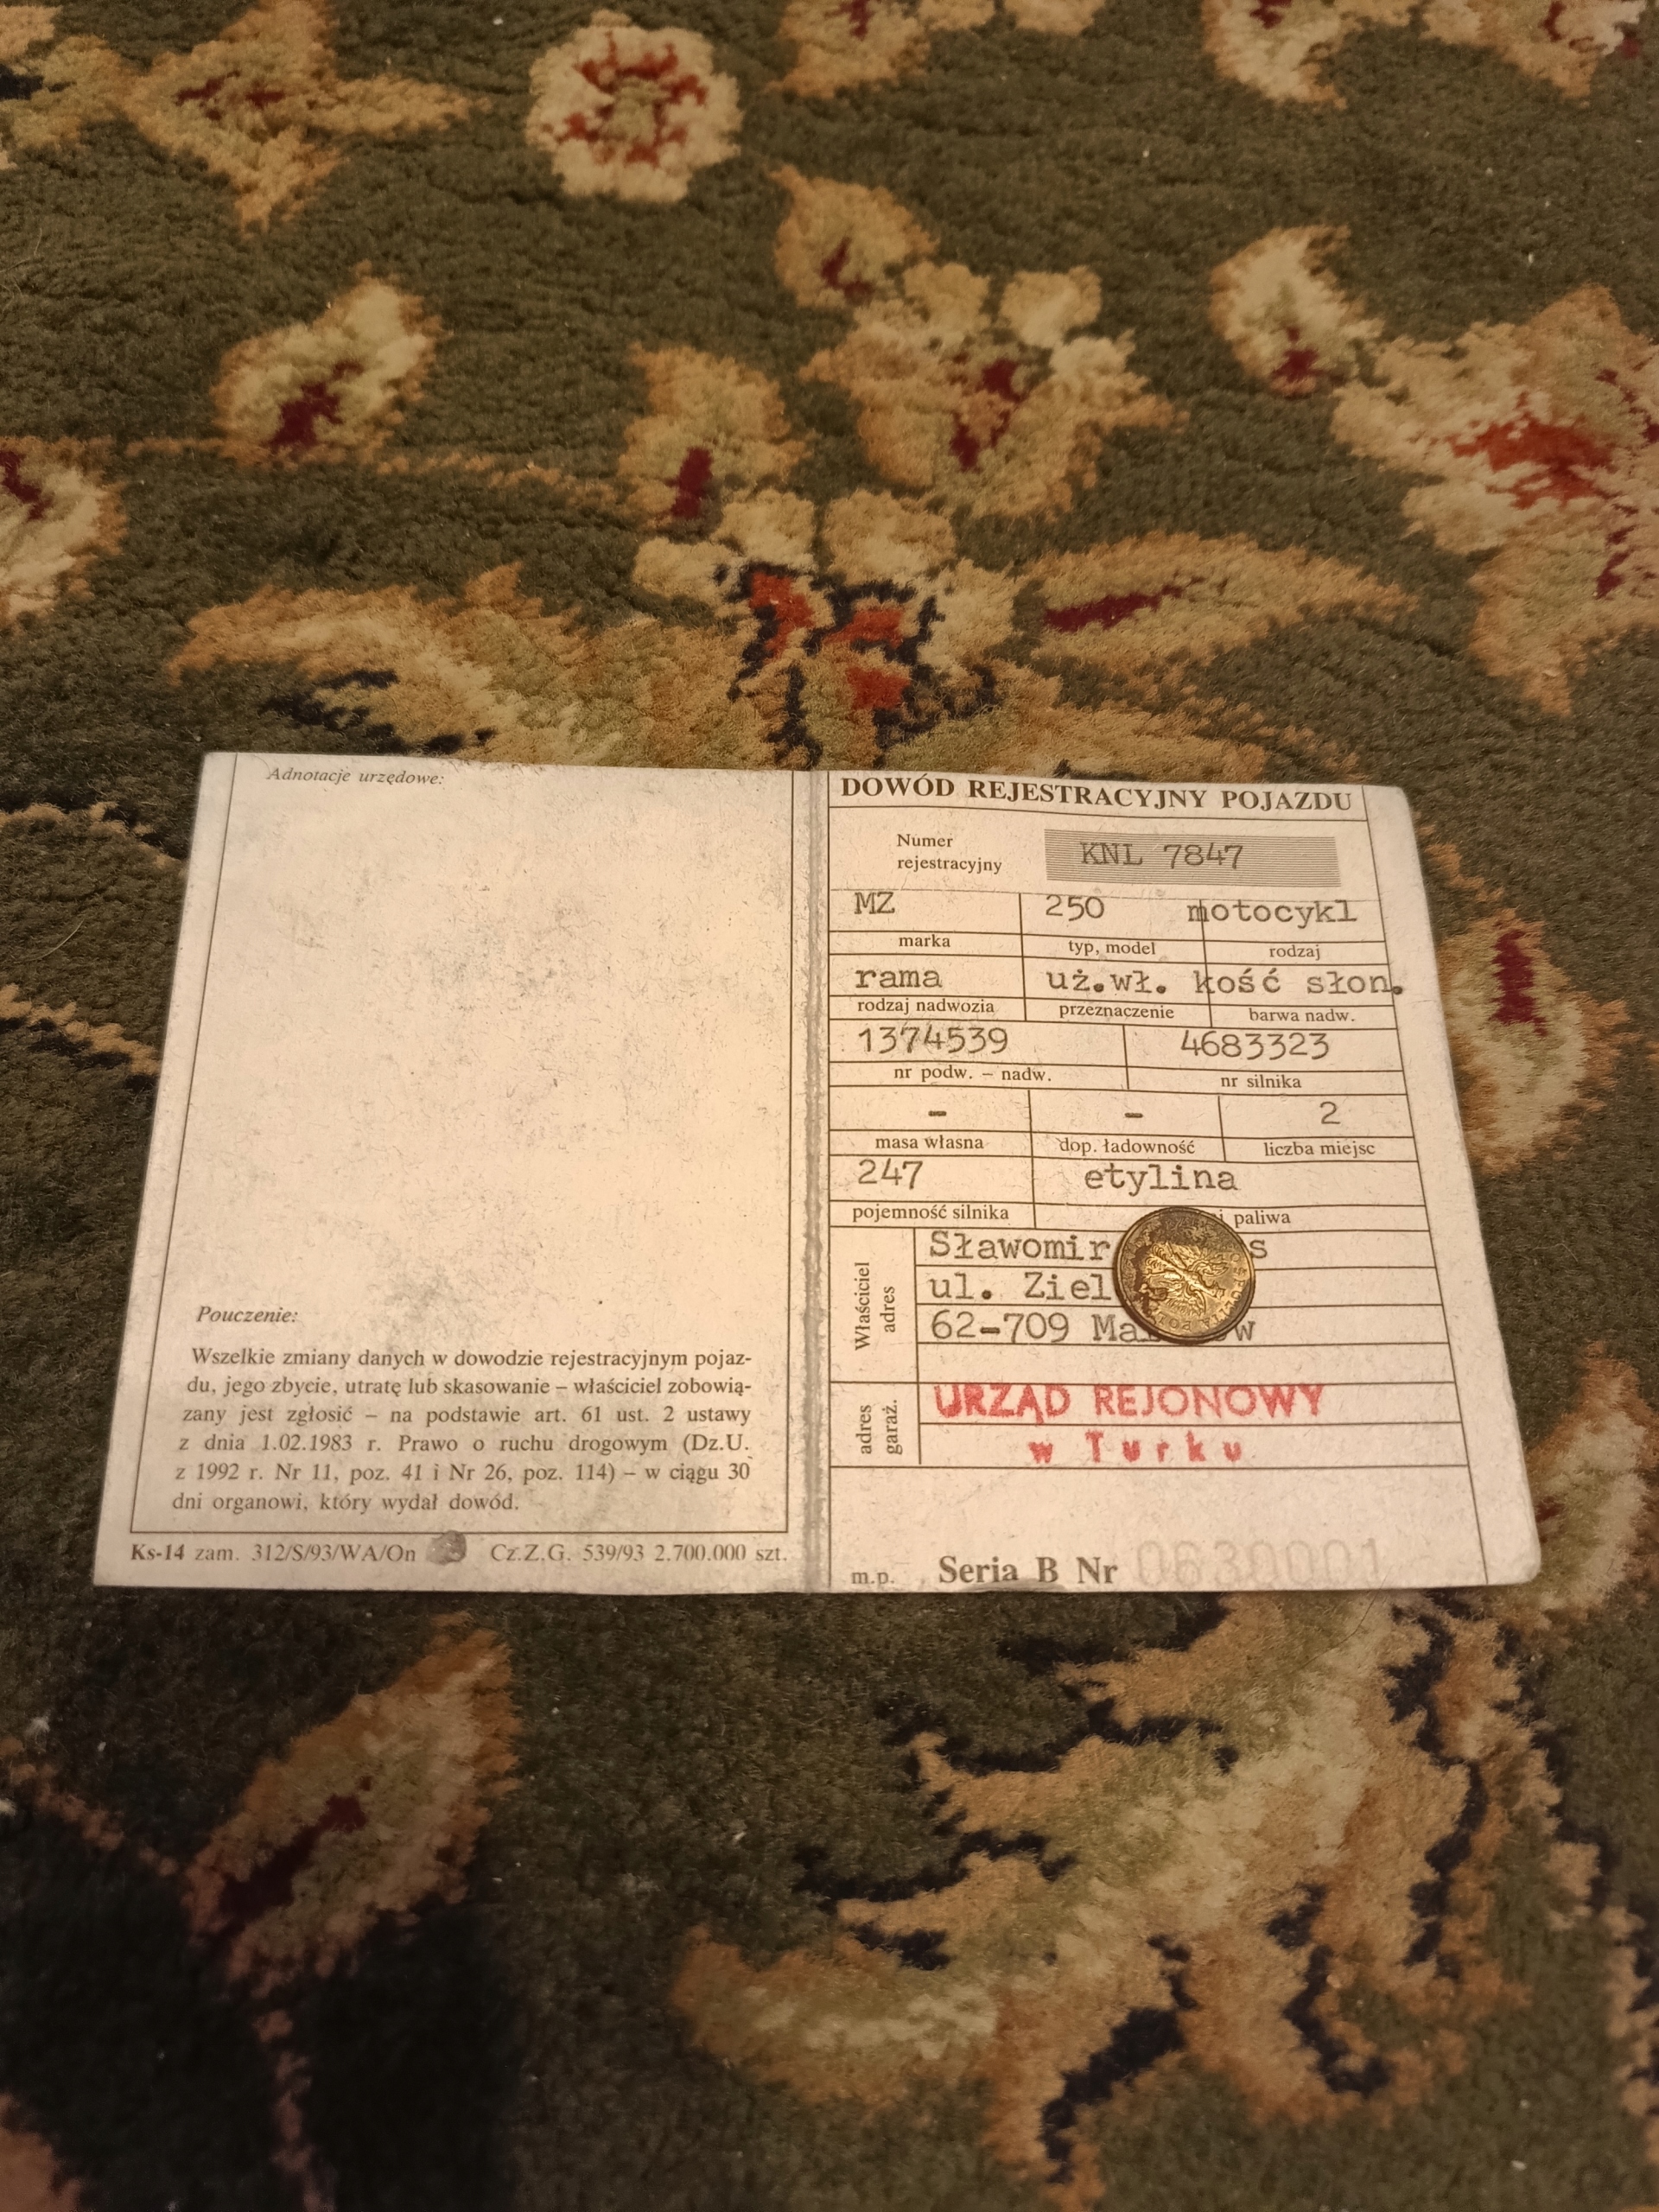 Adnotacje urzędowe:
Pouczenie:
Wszelkie zmiany danych w dowodzie rejestracyjnym pojaz-
du, jego zbycie, utratę lub skasowanie – właściciel zobowią-
zany jest zgłosić – na podstawie art. 61 ust. 2 ustawy
z dnia 1.02.1983 r. Prawo o ruchu drogowym (Dz.U.
z 1992 r. Nr 11, poz. 41 i Nr 26, poz. 114) – w ciągu 30
dni organowi, który wydał dowód.
Ks-14 zam. 312/S/93/WA/On Cz.Z.G. 539/93 2.700.000 szt.
DOWÓD REJESTRACYJNY POJAZDU
Numer
rejestracyjny
KNL 7847
MZ 250 motocykl
marka typ, model rodzaj
rama uż.wł. kość słon.
rodzaj nadwozia przeznaczenie barwa nadw.
1374539 4683323
nr podw. – nadw. nr silnika
– – 2
masa własna dop. ładowność liczba miejsc
247 etylina
pojemność silnika paliwa
Właściciel
adres
Sławomir
ul.
62-709
adres
garaż.
URZĄD REJONOWY
w Turku
m.p. Seria B Nr 0630001